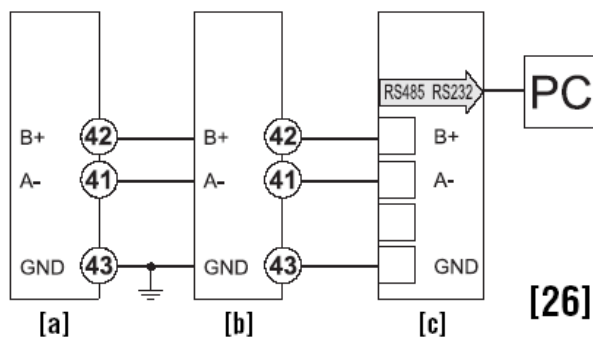 RS485 RS232 PC
B+ 42 B+ 42 B+
A- 41 A- 41 A-
GND 43 GND 43 GND
[a] [b] [c] [26]